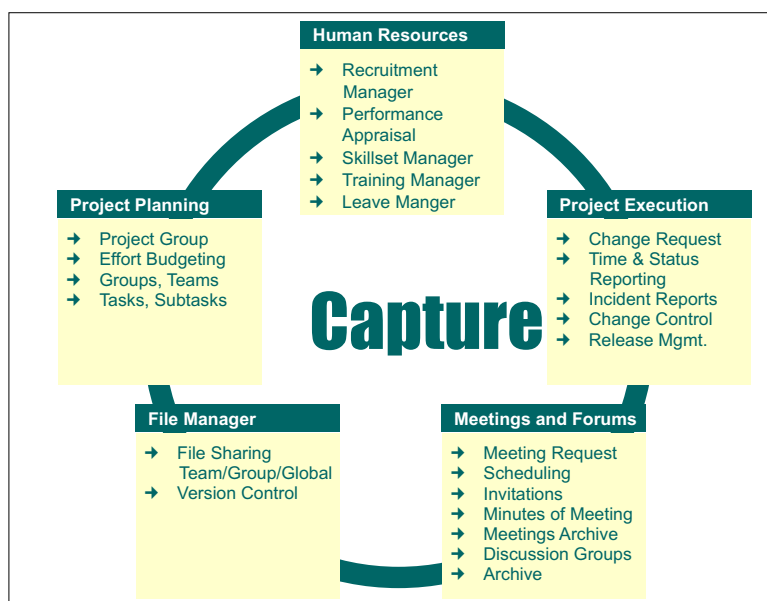 Human Resources
→ Recruitment
Manager
→ Performance
Appraisal
→ Skillset Manager
→ Training Manager
→ Leave Manger
Project Planning
→ Project Group
→ Effort Budgeting
→ Groups, Teams
→ Tasks, Subtasks
Project Execution
→ Change Request
→ Time & Status
Reporting
→ Incident Reports
→ Change Control
→ Release Mgmt.
Capture
File Manager
→ File Sharing
Team/Group/Global
→ Version Control
Meetings and Forums
→ Meeting Request
→ Scheduling
→ Invitations
→ Minutes of Meeting
→ Meetings Archive
→ Discussion Groups
→ Archive